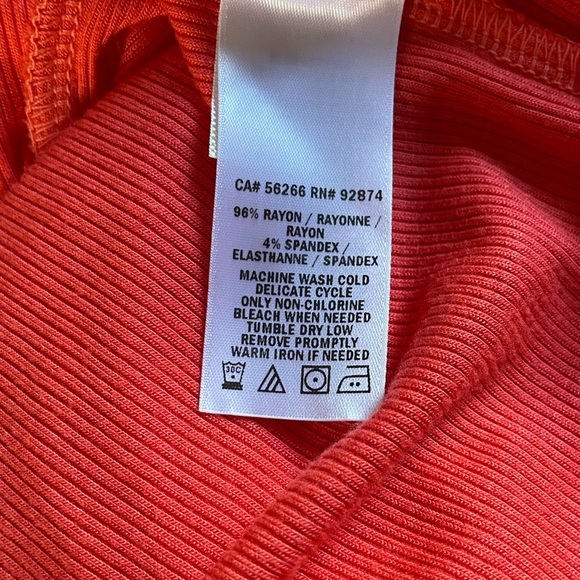 CA# 56266 RN# 92874
96% RAYON / RAYONNE /
RAYON
4% SPANDEX /
ELASTHANNE / SPANDEX
MACHINE WASH COLD
DELICATE CYCLE
ONLY NON-CHLORINE
BLEACH WHEN NEEDED
TUMBLE DRY LOW
REMOVE PROMPTLY
WARM IRON IF NEEDED
30C